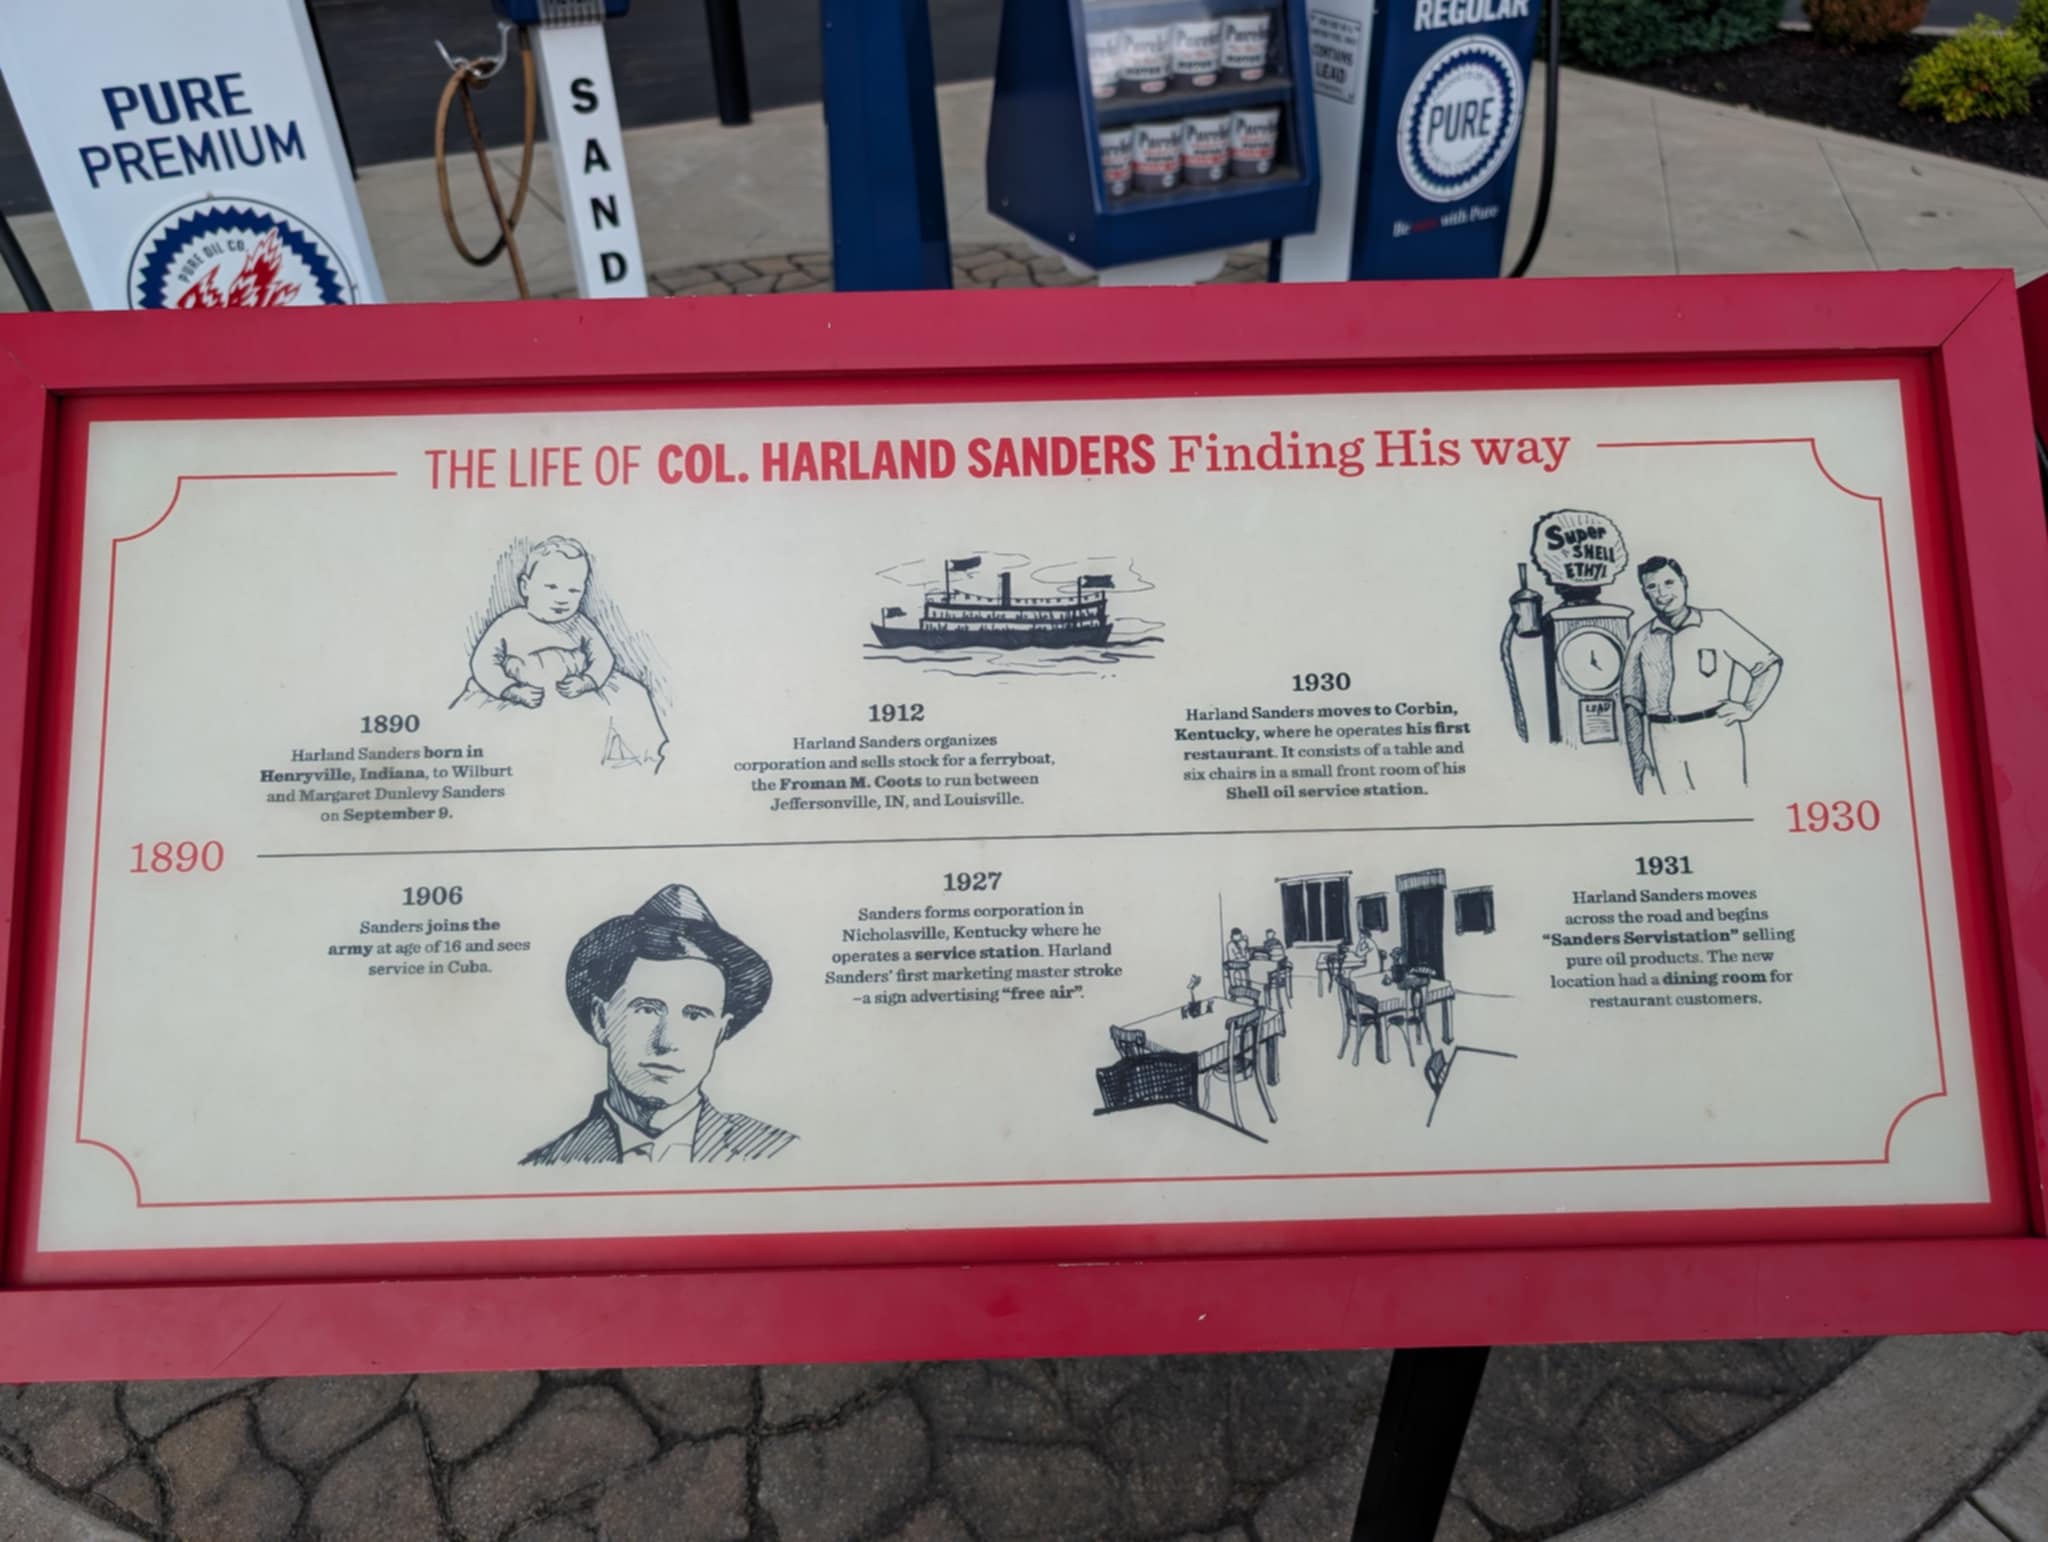 PURE
PREMIUM
PURE OIL CO.
SAND
REGULAR
CONTAINS
LEAD
PURE
Be sure with Pure
THE LIFE OF COL. HARLAND SANDERS Finding His way
1890
Harland Sanders born in
Henryville, Indiana, to Wilburt
and Margaret Dunlevy Sanders
on September 9.
1912
Harland Sanders organizes
corporation and sells stock for a ferryboat,
the Froman M. Coots to run between
Jeffersonville, IN, and Louisville.
1930
Harland Sanders moves to Corbin,
Kentucky, where he operates his first
restaurant. It consists of a table and
six chairs in a small front room of his
Shell oil service station.
Super
SHELL
ETHYL
LEAD
1890
1930
1906
Sanders joins the
army at age of 16 and sees
service in Cuba.
1927
Sanders forms corporation in
Nicholasville, Kentucky where he
operates a service station. Harland
Sanders' first marketing master stroke
–a sign advertising "free air".
1931
Harland Sanders moves
across the road and begins
"Sanders Servistation" selling
pure oil products. The new
location had a dining room for
restaurant customers.